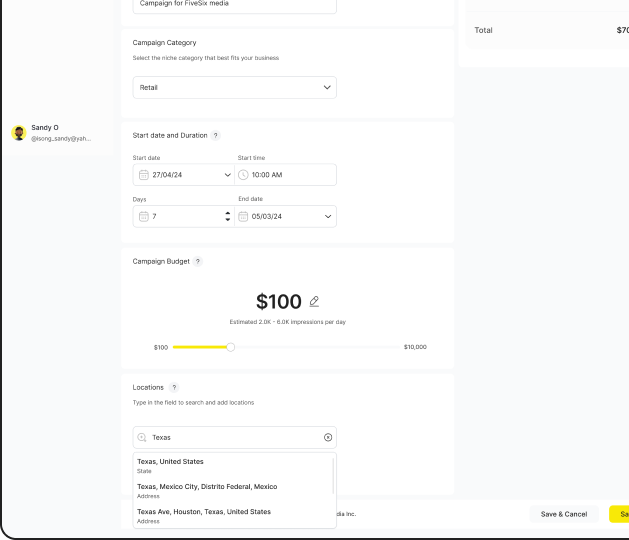 Campaign for FiveSix media
Total
Campaign Category
Select the niche category that best fits your business
Retail
Sandy O
@isong_sandy@yah...
Start date and Duration ?
Start date
Start time
27/04/24
10:00 AM
Days
End date
7
05/03/24
Campaign Budget ?
$100
Estimated 2.0K - 6.0K impressions per day
$100
$10,000
Locations ?
Type in the field to search and add locations
Texas
Texas, United States
State
Texas, Mexico City, Distrito Federal, Mexico
Address
Texas Ave, Houston, Texas, United States
Address
dia Inc.
Save & Cancel